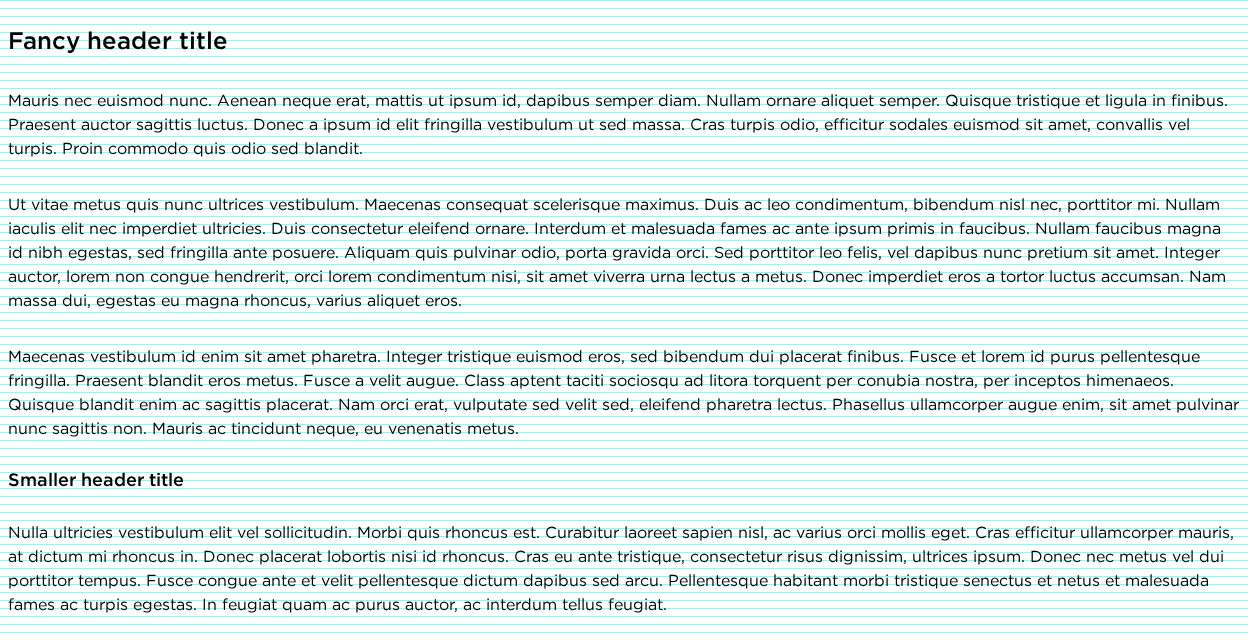 Fancy header title
Mauris nec euismod nunc. Aenean neque erat, mattis ut ipsum id, dapibus semper diam. Nullam ornare aliquet semper. Quisque tristique et ligula in finibus.
Praesent auctor sagittis luctus. Donec a ipsum id elit fringilla vestibulum ut sed massa. Cras turpis odio, efficitur sodales euismod sit amet, convallis vel
turpis. Proin commodo quis odio sed blandit.
Ut vitae metus quis nunc ultrices vestibulum. Maecenas consequat scelerisque maximus. Duis ac leo condimentum, bibendum nisl nec, porttitor mi. Nullam
iaculis elit nec imperdiet ultricies. Duis consectetur eleifend ornare. Interdum et malesuada fames ac ante ipsum primis in faucibus. Nullam faucibus magna
id nibh egestas, sed fringilla ante posuere. Aliquam quis pulvinar odio, porta gravida orci. Sed porttitor leo felis, vel dapibus nunc pretium sit amet. Integer
auctor, lorem non congue hendrerit, orci lorem condimentum nisi, sit amet viverra urna lectus a metus. Donec imperdiet eros a tortor luctus accumsan. Nam
massa dui, egestas eu magna rhoncus, varius aliquet eros.
Maecenas vestibulum id enim sit amet pharetra. Integer tristique euismod eros, sed bibendum dui placerat finibus. Fusce et lorem id purus pellentesque
fringilla. Praesent blandit eros metus. Fusce a velit augue. Class aptent taciti sociosqu ad litora torquent per conubia nostra, per inceptos himenaeos.
Quisque blandit enim ac sagittis placerat. Nam orci erat, vulputate sed velit sed, eleifend pharetra lectus. Phasellus ullamcorper augue enim, sit amet pulvinar
nunc sagittis non. Mauris ac tincidunt neque, eu venenatis metus.
Smaller header title
Nulla ultricies vestibulum elit vel sollicitudin. Morbi quis rhoncus est. Curabitur laoreet sapien nisl, ac varius orci mollis eget. Cras efficitur ullamcorper mauris,
at dictum mi rhoncus in. Donec placerat lobortis nisi id rhoncus. Cras eu ante tristique, consectetur risus dignissim, ultrices ipsum. Donec nec metus vel dui
porttitor tempus. Fusce congue ante et velit pellentesque dictum dapibus sed arcu. Pellentesque habitant morbi tristique senectus et netus et malesuada
fames ac turpis egestas. In feugiat quam ac purus auctor, ac interdum tellus feugiat.